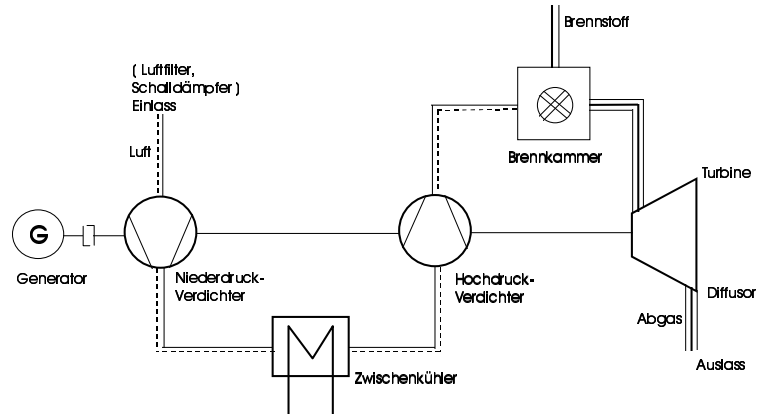 Brennstoff
( Luftfilter,
Schalldämpfer )
Einlass
Luft
Brennkammer
Turbine
G
Generator
Niederdruck-
Verdichter
Hochdruck-
Verdichter
Diffusor
Abgas
Auslass
Zwischenkühler